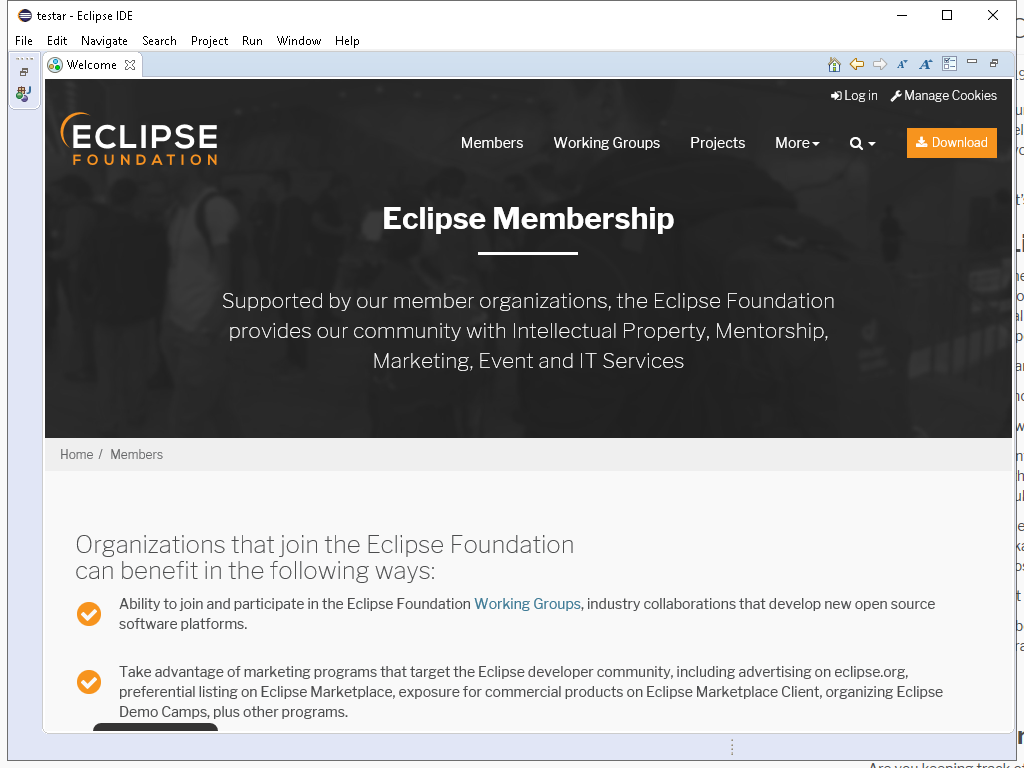 testar - Eclipse IDE
File Edit Navigate Search Project Run Window Help
Welcome
Log in Manage Cookies
ECLIPSE
FOUNDATION
Members Working Groups Projects More Download
Eclipse Membership
Supported by our member organizations, the Eclipse Foundation
provides our community with Intellectual Property, Mentorship,
Marketing, Event and IT Services
Home / Members
Organizations that join the Eclipse Foundation
can benefit in the following ways:
Ability to join and participate in the Eclipse Foundation Working Groups, industry collaborations that develop new open source
software platforms.
Take advantage of marketing programs that target the Eclipse developer community, including advertising on eclipse.org,
preferential listing on Eclipse Marketplace, exposure for commercial products on Eclipse Marketplace Client, organizing Eclipse
Demo Camps, plus other programs.